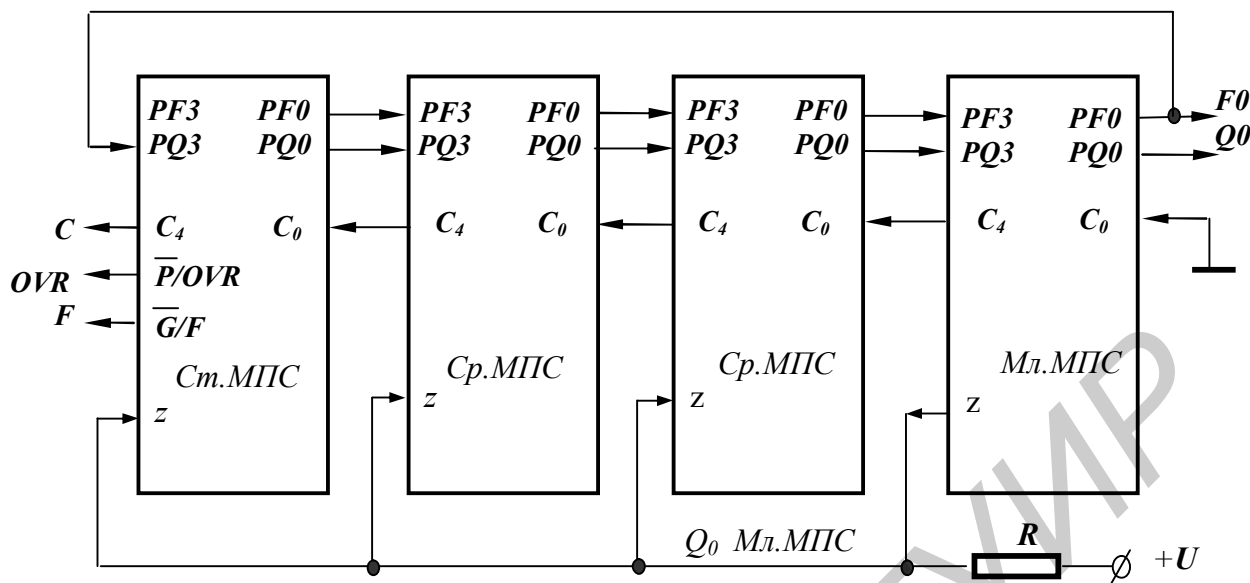 PF3 PF0 PF3 PF0 PF3 PF0 PF3 PF0 F0
PQ3 PQ0 PQ3 PQ0 PQ3 PQ0 PQ3 PQ0 Q0
C C₄ C₀ C₄ C₀ C₄ C₀ C₄ C₀
OVR P̅/OVR
F G̅/F
Ст.МПС Ср.МПС Ср.МПС Мл.МПС
z z z z
Q₀ Мл.МПС R +U
УИР